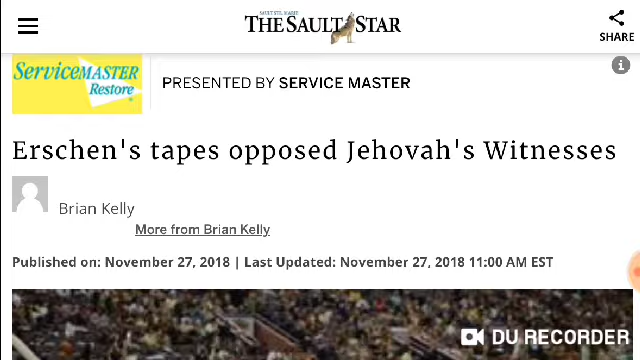 SAULT STE. MARIE
THE SAULT STAR
SHARE
ServiceMASTER
Restore
PRESENTED BY SERVICE MASTER
Erschen's tapes opposed Jehovah's Witnesses
Brian Kelly
More from Brian Kelly
Published on: November 27, 2018 | Last Updated: November 27, 2018 11:00 AM EST
DU RECORDER